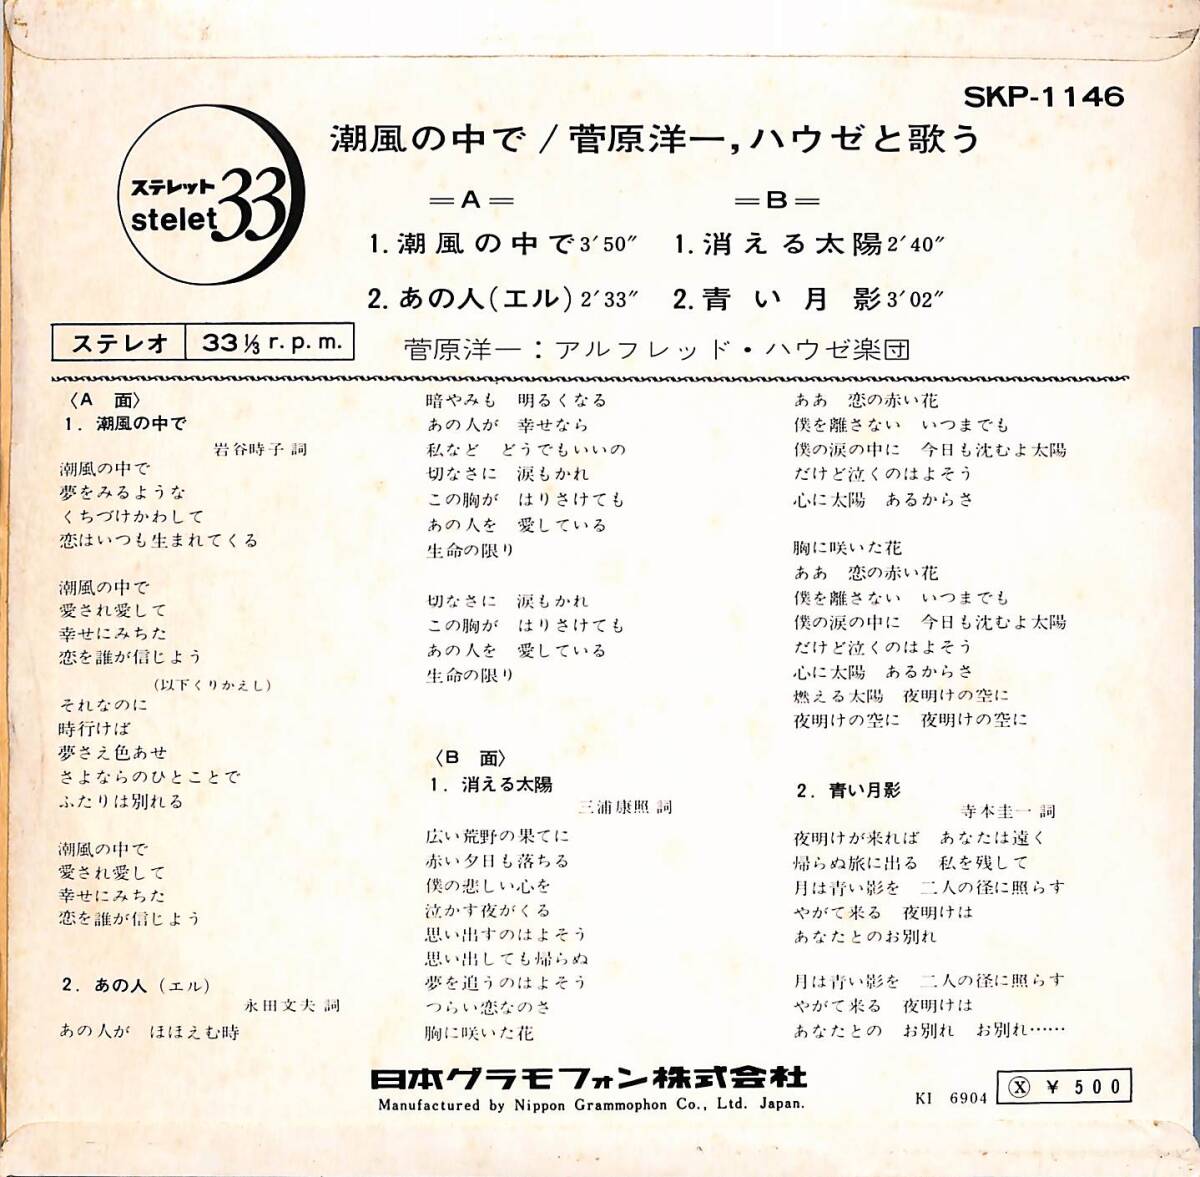 SKP-1146
潮風の中で/菅原洋一,ハウゼと歌う
ステレット
stelet 33
=A=
1.潮風の中で3′50″
2.あの人(エル)2′33″
=B=
1.消える太陽2′40″
2.青い月影3′02″
ステレオ 33⅓ r.p.m.
菅原洋一:アルフレッド・ハウゼ楽団
〈A 面〉
1. 潮風の中で
岩谷時子 詞
潮風の中で
夢をみるような
くちづけかわして
恋はいつも生まれてくる
潮風の中で
愛され愛して
幸せにみちた
恋を誰が信じよう
(以下くりかえし)
それなのに
時行けば
夢さえ色あせ
さよならのひとことで
ふたりは別れる
潮風の中で
愛され愛して
幸せにみちた
恋を誰が信じよう
2. あの人(エル)
永田文夫 詞
あの人が ほほえむ時
暗やみも 明るくなる
あの人が 幸せなら
私など どうでもいいの
切なさに 涙もかれ
この胸が はりさけても
あの人を 愛している
生命の限り
切なさに 涙もかれ
この胸が はりさけても
あの人を 愛している
生命の限り
〈B 面〉
1. 消える太陽
三浦康照 詞
広い荒野の果てに
赤い夕日も落ちる
僕の悲しい心を
泣かす夜がくる
思い出すのはよそう
思い出しても帰らぬ
夢を追うのはよそう
つらい恋なのさ
胸に咲いた花
ああ 恋の赤い花
僕を離さない いつまでも
僕の涙の中に 今日も沈むよ太陽
だけど泣くのはよそう
心に太陽 あるからさ
胸に咲いた花
ああ 恋の赤い花
僕を離さない いつまでも
僕の涙の中に 今日も沈むよ太陽
だけど泣くのはよそう
心に太陽 あるからさ
燃える太陽 夜明けの空に
夜明けの空に 夜明けの空に
2. 青い月影
寺本圭一 詞
夜明けが来れば あなたは遠く
帰らぬ旅に出る 私を残して
月は青い影を 二人の径に照らす
やがて来る 夜明けは
あなたとのお別れ
月は青い影を 二人の径に照らす
やがて来る 夜明けは
あなたとの お別れ お別れ……
日本グラモフォン株式会社
Manufactured by Nippon Grammophon Co., Ltd. Japan.
KI 6904
Ⓧ ¥500